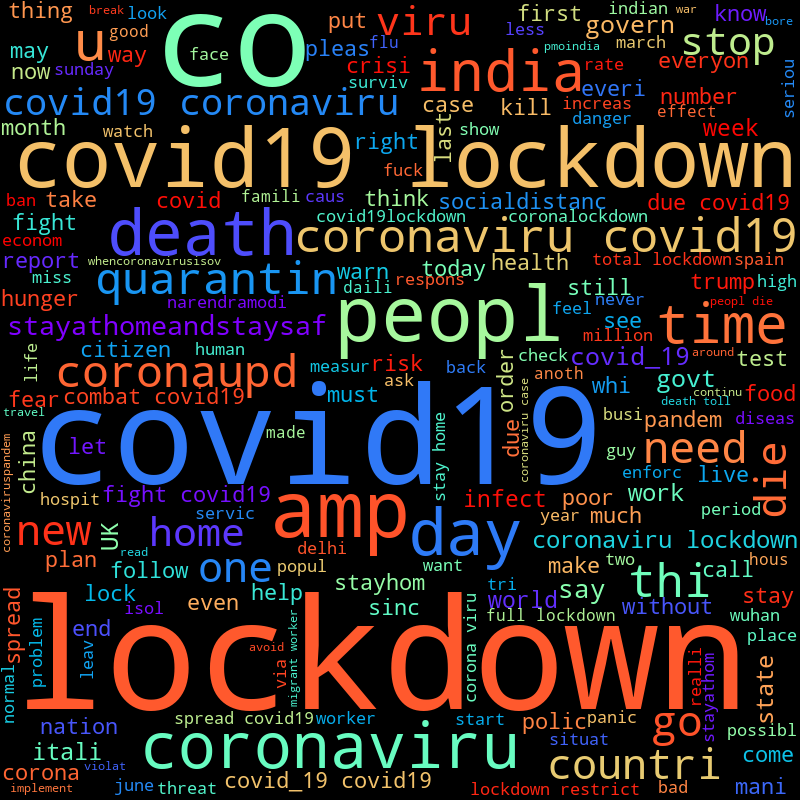 thing
break
good
look
co
u
viru
put
first
indian
war
know
bore
may
way
face
pleas
flu
less
govern
march
stop
pmoindia
now
sunday
crisi
surviv
india
everi
rate
everyon
seriou
covid19 coronaviru
case
kill
increas
number
effect
month
watch
right
last
show
danger
week
covid19 lockdown
fuck
ban
take
covid
famili
caus
think
socialdistanc
due covid19
fight
death
covid19lockdown
coronalockdown
econom
coronaviru covid19
report
whencoronavirusisov
today
health
total lockdown
spain
miss
quarantin
warn
respons
still
trump
high
hunger
narendramodi
daili
peopl
feel
never
peopl die
stayathomeandstaysaf
see
million
time
citizen
human
measur
risk
back
check
covid_19
around
test
life
coronaupd
ask
order
anoth
whi
govt
food
fear
combat covid19
must
continu
death toll
travel
covid19
busi
pandem
diseas
let
made
stay home
due
coronaviru case
guy
need
die
coronaviruspandem
china
enforc
live
hospit
fight covid19
amp
infect
poor
work
period
new
UK
home
servic
day
year
much
plan
delhi
coronaviru lockdown
read
one
want
make
two
hous
follow
popul
stayhom
tri
say
thi
call
lock
help
sinc
world
stay
isol
even
full lockdown
without
wuhan
spread
problem
end
lockdown
migrant worker
corona viru
place
leav
avoid
via
realli
state
normal
spread covid19
worker
start
polic
panic
go
stayathom
possibl
nation
itali
coronaviru
situat
countri
come
corona
violat
implement
june
threat
covid_19 covid19
lockdown restrict
bad
mani